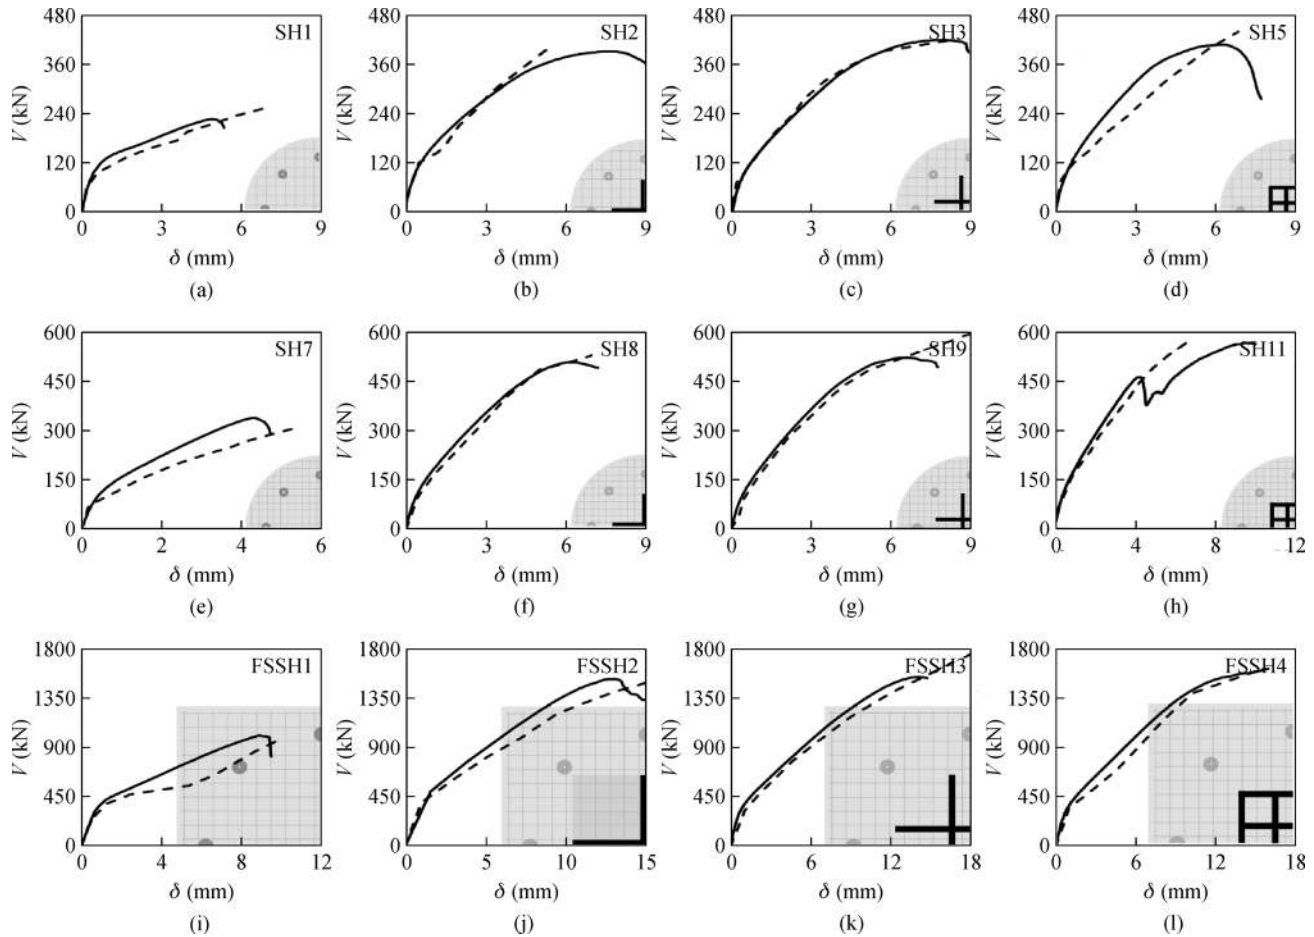 480
360
240
120
0
V (kN)
SH1
0 3 6 9
δ (mm)
(a)
480
360
240
120
0
V (kN)
SH2
0 3 6 9
δ (mm)
(b)
480
360
240
120
0
V (kN)
SH3
0 3 6 9
δ (mm)
(c)
480
360
240
120
0
V (kN)
SH5
0 3 6 9
δ (mm)
(d)
600
450
300
150
0
V (kN)
SH7
0 2 4 6
δ (mm)
(e)
600
450
300
150
0
V (kN)
SH8
0 3 6 9
δ (mm)
(f)
600
450
300
150
0
V (kN)
SH9
0 3 6 9
δ (mm)
(g)
600
450
300
150
0
V (kN)
SH11
0 4 8 12
δ (mm)
(h)
1800
1350
900
450
0
V (kN)
FSSH1
0 4 8 12
δ (mm)
(i)
1800
1350
900
450
0
V (kN)
FSSH2
0 5 10 15
δ (mm)
(j)
1800
1350
900
450
0
V (kN)
FSSH3
0 6 12 18
δ (mm)
(k)
1800
1350
900
450
0
V (kN)
FSSH4
0 6 12 18
δ (mm)
(l)